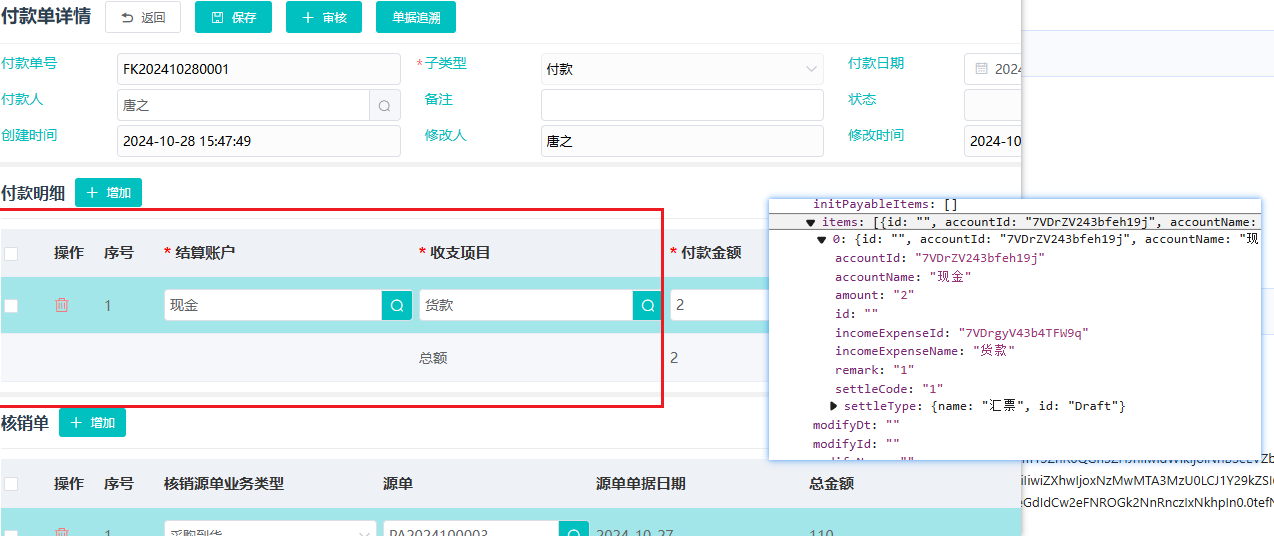 付款单详情 返回 保存 审核 单据追溯
付款单号 FK202410280001 *子类型 付款 付款日期 2024
付款人 唐之 备注 状态
创建时间 2024-10-28 15:47:49 修改人 唐之 修改时间 2024-10
付款明细 增加
操作 序号 * 结算账户 * 收支项目 * 付款金额
1 现金 货款 2
总额 2
核销单 增加
操作 序号 核销源单业务类型 源单 源单单据日期 总金额
1 采购到货 PA2024100003 2024-10-27 110
initPayableItems: []
items: [{id: "", accountId: "7VDrZV243bfeh19j", accountName:
0: {id: "", accountId: "7VDrZV243bfeh19j", accountName: "现
accountId: "7VDrZV243bfeh19j"
accountName: "现金"
amount: "2"
id: ""
incomeExpenseId: "7VDrgyV43b4TFW9q"
incomeExpenseName: "货款"
remark: "1"
settleCode: "1"
settleType: {name: "汇票", id: "Draft"}
modifyDt: ""
modifyId: ""